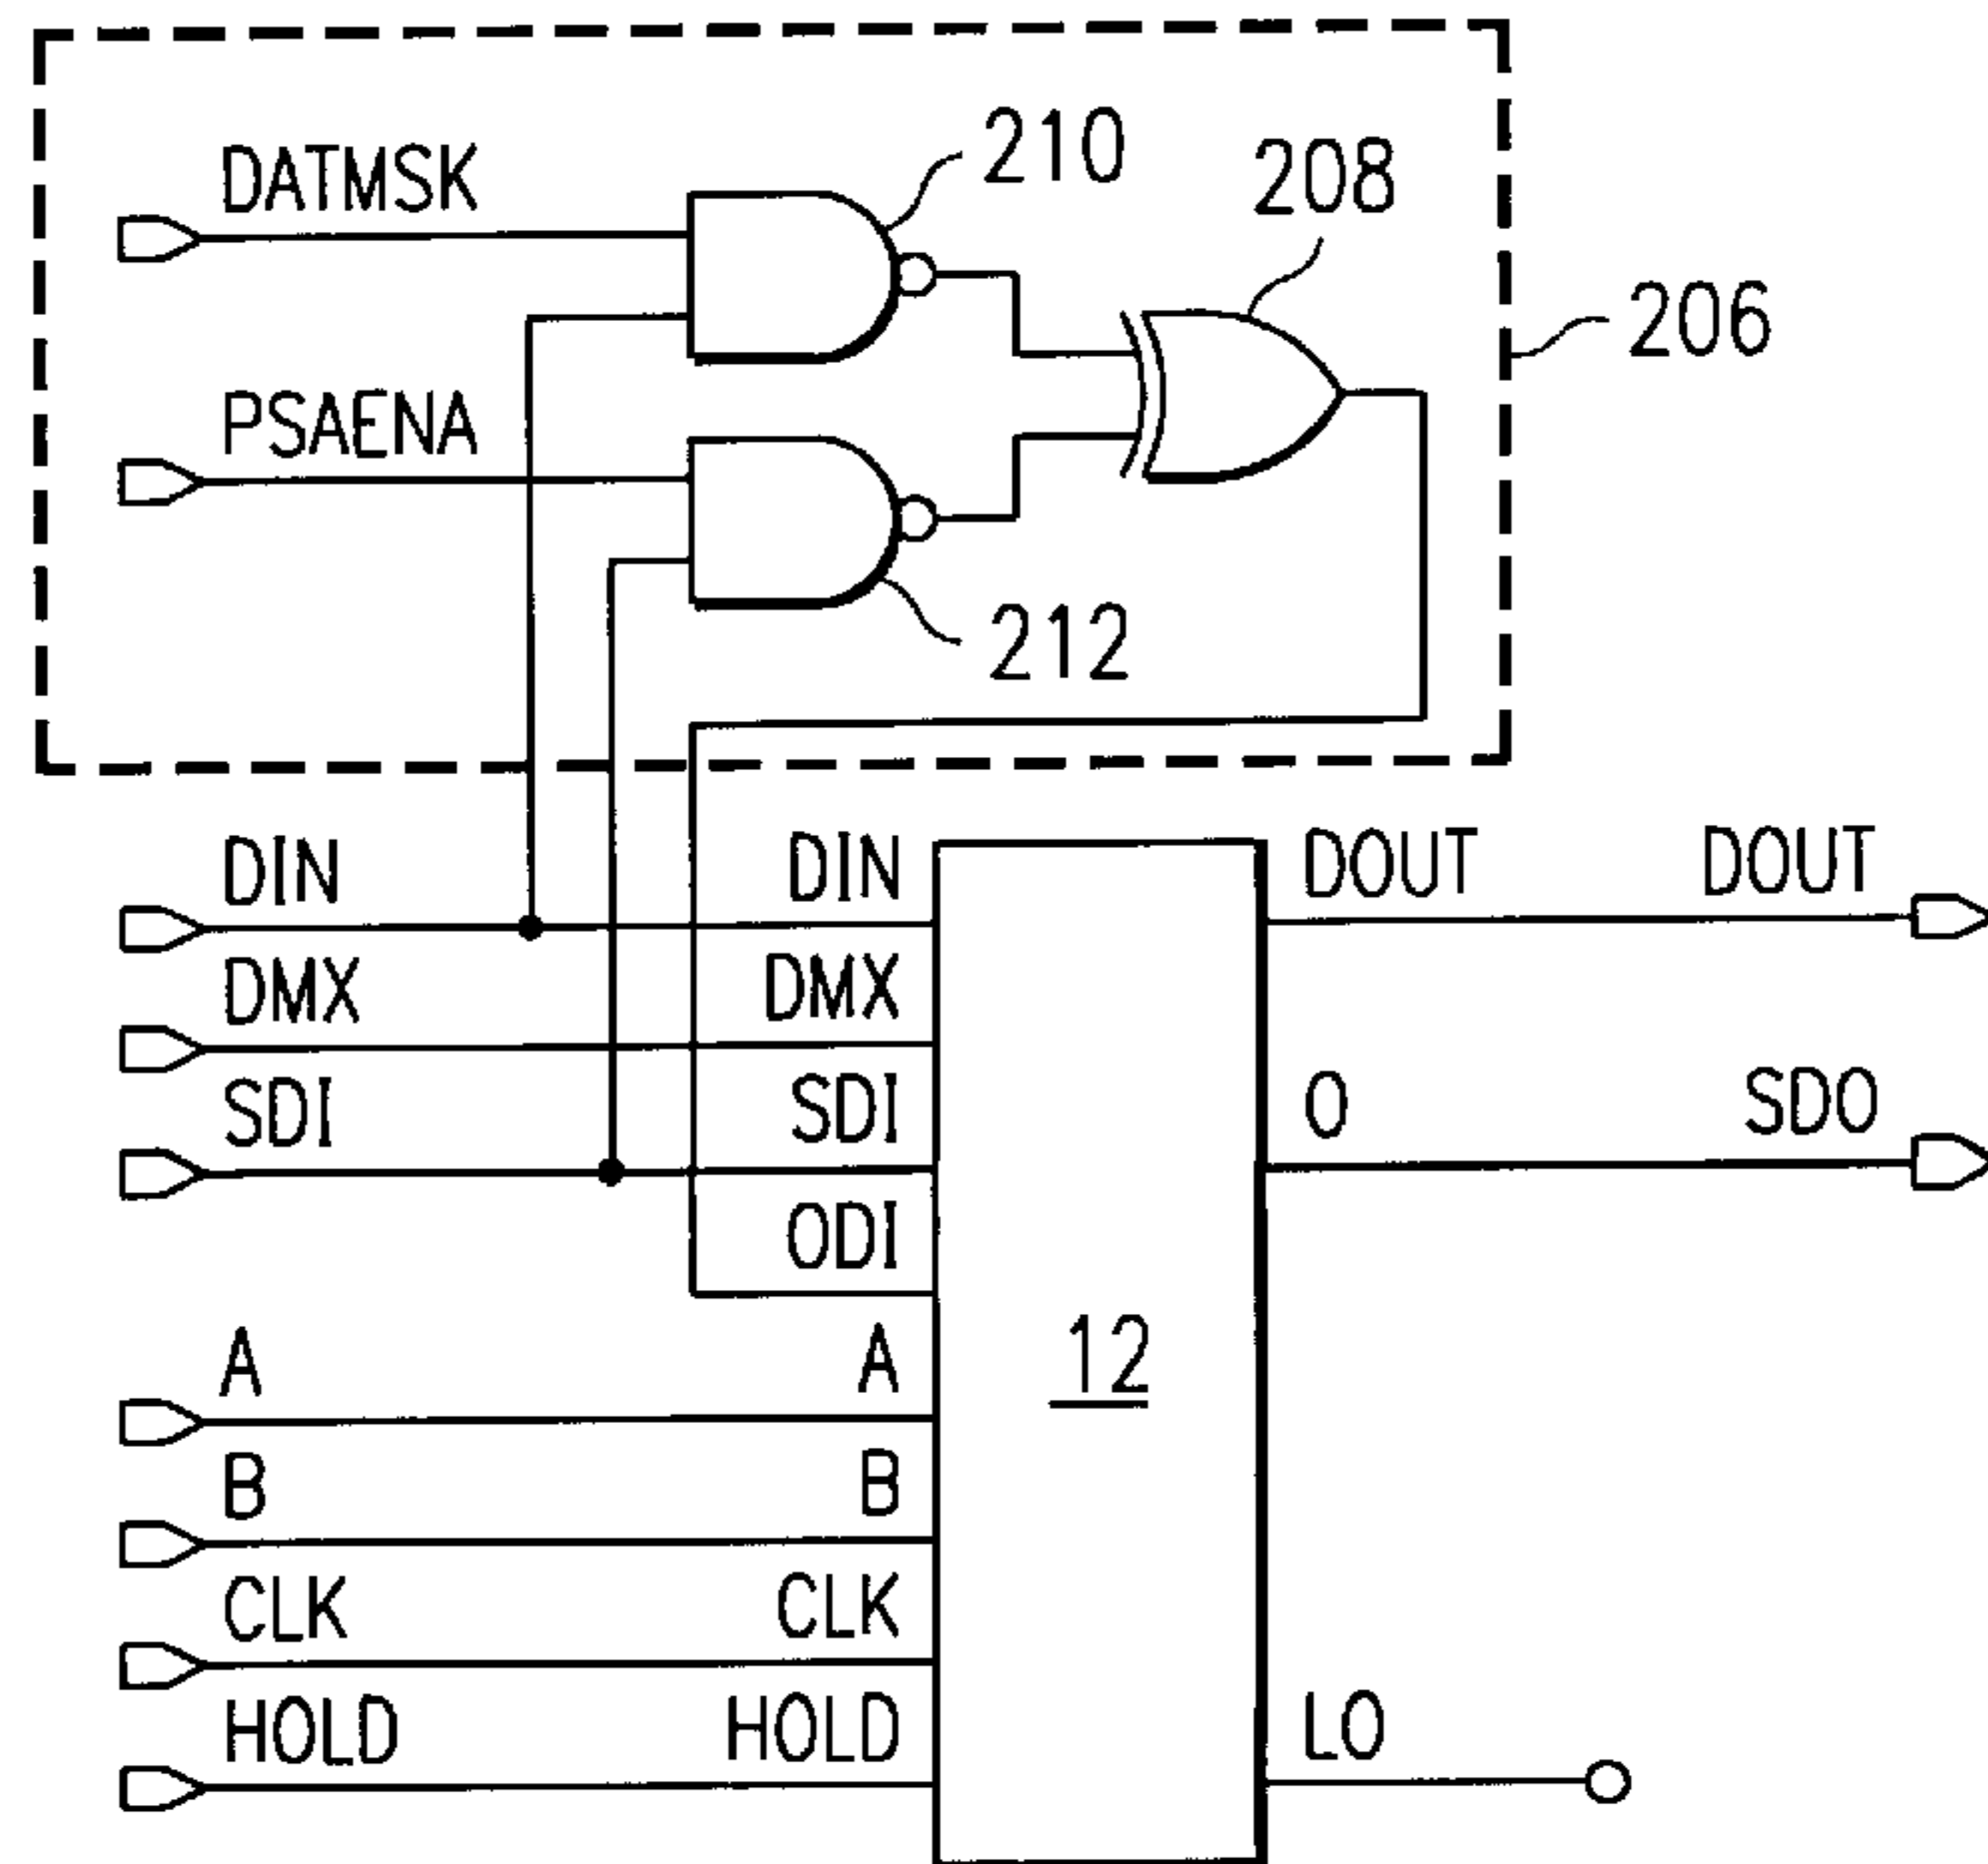 210
208
DATMSK
206
PSAENA
212
DIN DIN DOUT DOUT
DMX DMX
SDI SDI O SDO
ODI
12
A A
B B
CLK CLK
HOLD HOLD LO